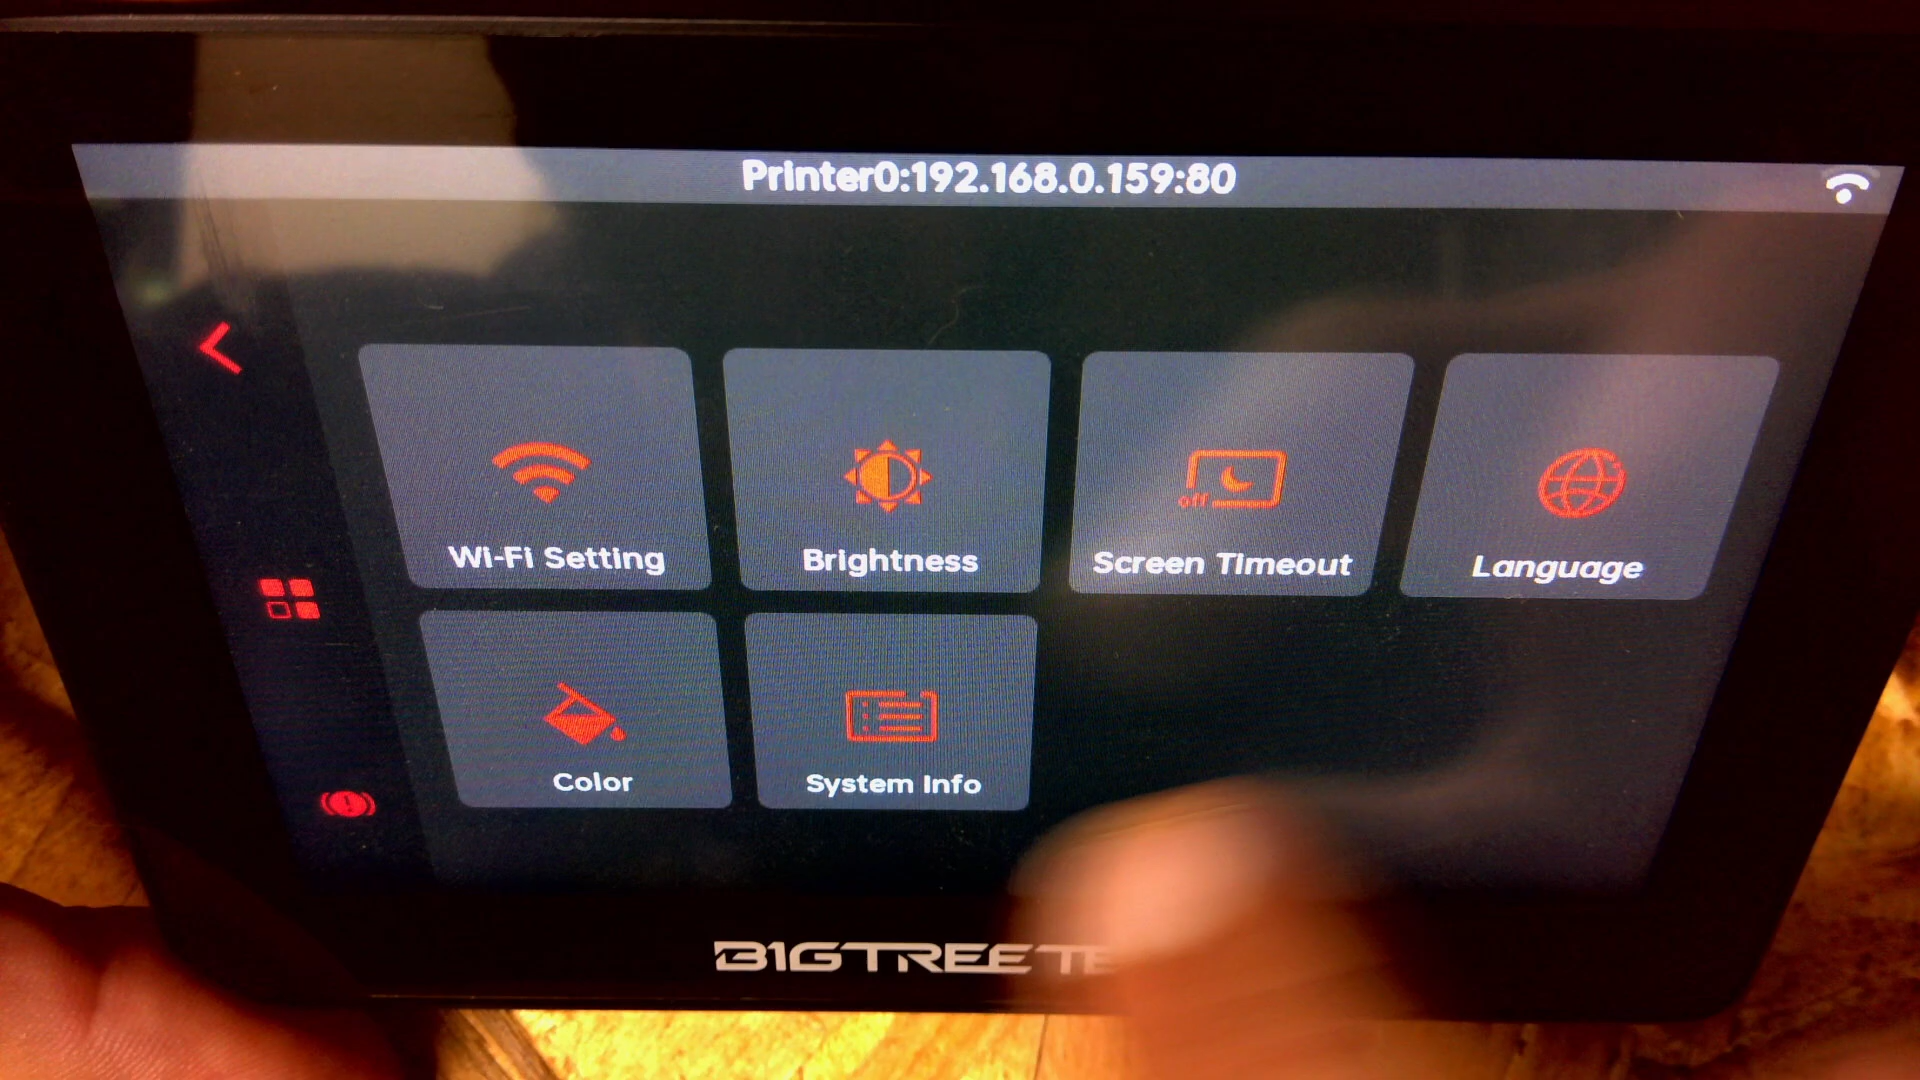 Printer0:192.168.0.159:80
Wi-Fi Setting
Brightness
Screen Timeout
off
Language
Color
System Info